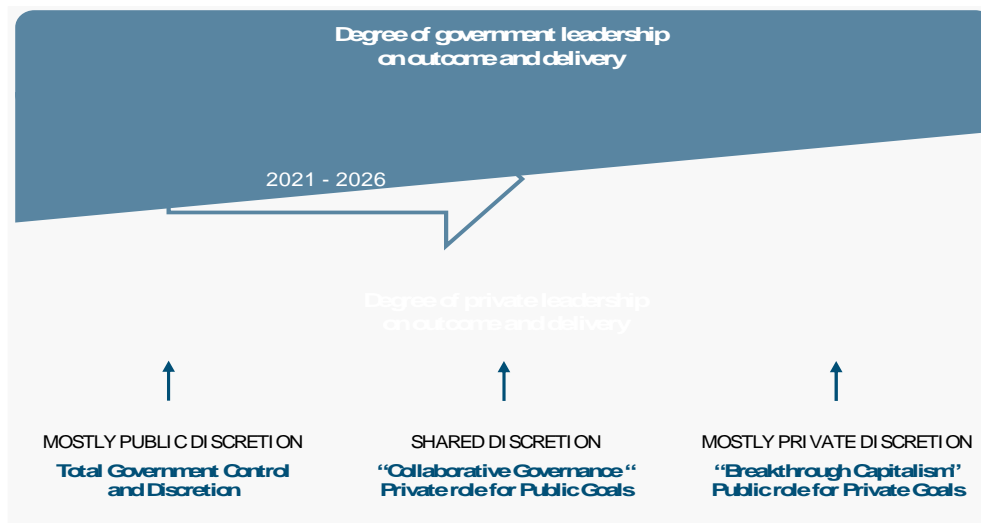 Degree of government leadership
on outcome and delivery
2021 - 2026
Degree of private leadership
on outcome and delivery
MOSTLY PUBLIC DISCRETION
Total Government Control
and Discretion
SHARED DISCRETION
“Collaborative Governance “
Private role for Public Goals
MOSTLY PRIVATE DISCRETION
“Breakthrough Capitalism”
Public role for Private Goals